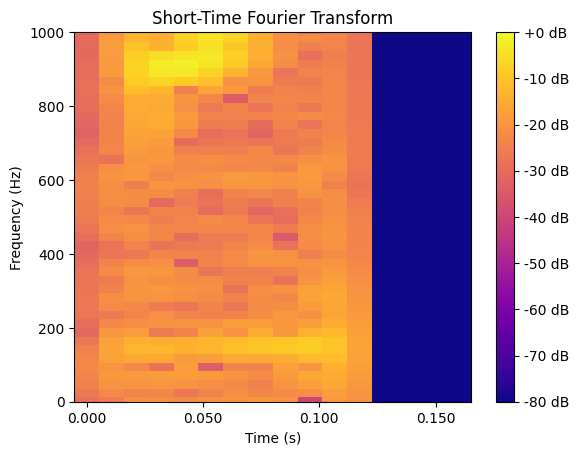 Short-Time Fourier Transform
1000
800
600
400
200
0
Frequency (Hz)
0.000
0.050
0.100
0.150
Time (s)
+0 dB
-10 dB
-20 dB
-30 dB
-40 dB
-50 dB
-60 dB
-70 dB
-80 dB